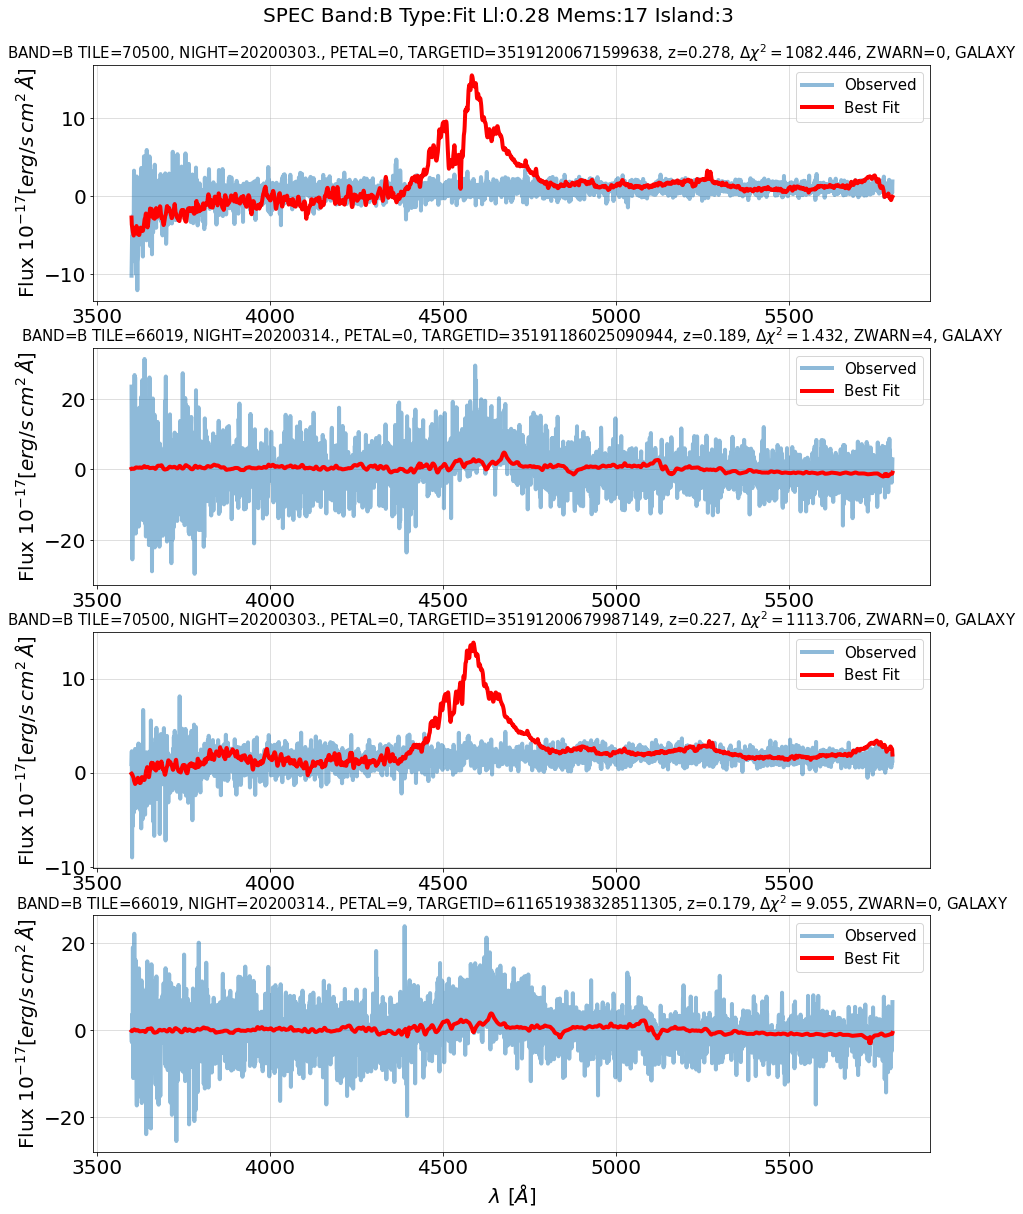 SPEC Band:B Type:Fit Ll:0.28 Mems:17 Island:3
BAND=B TILE=70500, NIGHT=20200303., PETAL=0, TARGETID=35191200671599638, z=0.278, Δχ² = 1082.446, ZWARN=0, GALAXY
Flux 10⁻¹⁷[erg/s cm² Å]
10
0
−10
Observed
Best Fit
3500 4000 4500 5000 5500
BAND=B TILE=66019, NIGHT=20200314., PETAL=0, TARGETID=35191186025090944, z=0.189, Δχ² = 1.432, ZWARN=4, GALAXY
Flux 10⁻¹⁷[erg/s cm² Å]
20
0
−20
Observed
Best Fit
3500 4000 4500 5000 5500
BAND=B TILE=70500, NIGHT=20200303., PETAL=0, TARGETID=35191200679987149, z=0.227, Δχ² = 1113.706, ZWARN=0, GALAXY
Flux 10⁻¹⁷[erg/s cm² Å]
10
0
−10
Observed
Best Fit
3500 4000 4500 5000 5500
BAND=B TILE=66019, NIGHT=20200314., PETAL=9, TARGETID=611651938328511305, z=0.179, Δχ² = 9.055, ZWARN=0, GALAXY
Flux 10⁻¹⁷[erg/s cm² Å]
20
0
−20
Observed
Best Fit
3500 4000 4500 5000 5500
λ [Å]